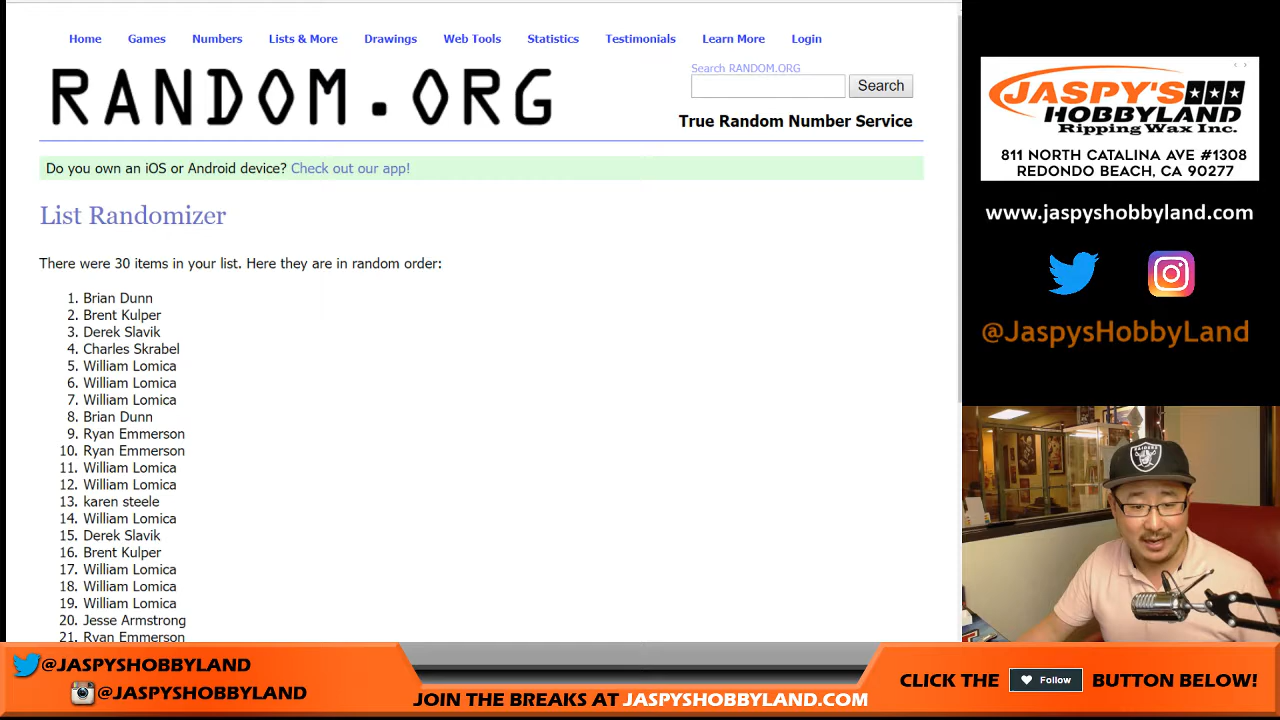 Home Games Numbers Lists & More Drawings Web Tools Statistics Testimonials Learn More Login
RANDOM.ORG
Search RANDOM.ORG
Search
True Random Number Service
Do you own an iOS or Android device? Check out our app!
List Randomizer
There were 30 items in your list. Here they are in random order:
1. Brian Dunn
2. Brent Kulper
3. Derek Slavik
4. Charles Skrabel
5. William Lomica
6. William Lomica
7. William Lomica
8. Brian Dunn
9. Ryan Emmerson
10. Ryan Emmerson
11. William Lomica
12. William Lomica
13. karen steele
14. William Lomica
15. Derek Slavik
16. Brent Kulper
17. William Lomica
18. William Lomica
19. William Lomica
20. Jesse Armstrong
21. Ryan Emmerson
JASPY'S
HOBBYLAND
Ripping Wax Inc.
811 NORTH CATALINA AVE #1308
REDONDO BEACH, CA 90277
www.jaspyshobbyland.com
@JaspysHobbyLand
RAIDERS
@JASPYSHOBBYLAND
@JASPYSHOBBYLAND
JOIN THE BREAKS AT JASPYSHOBBYLAND.COM
CLICK THE Follow BUTTON BELOW!